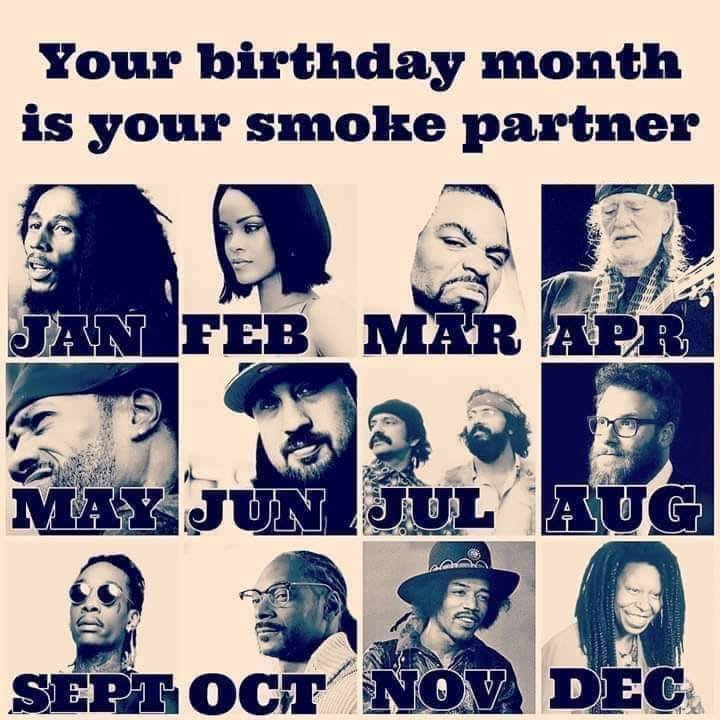 Your birthday month
is your smoke partner
JAN FEB MAR APR
MAY JUN JUL AUG
SEPT OCT NOV DEC